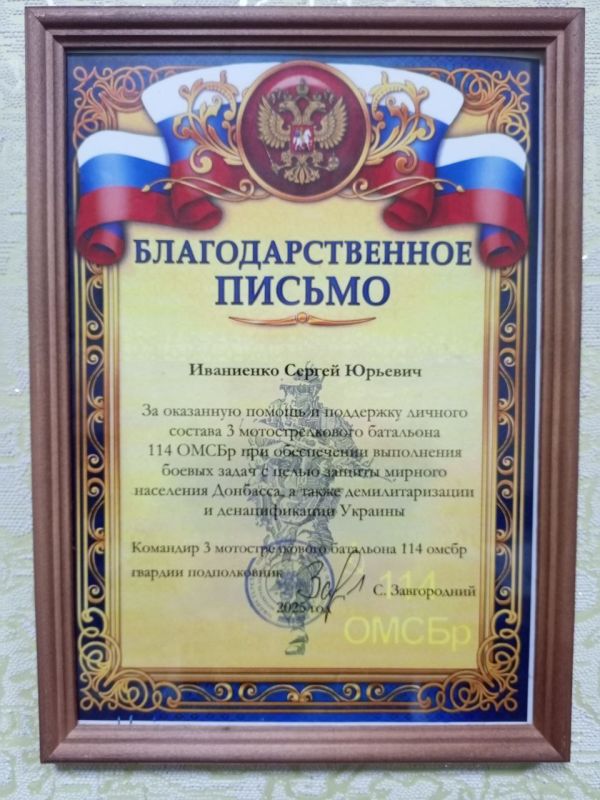 БЛАГОДАРСТВЕННОЕ
ПИСЬМО
Иваниенко Сергей Юрьевич
За оказанную помощь и поддержку личного
состава 3 мотострелкового батальона
114 ОМСБр при обеспечении выполнения
боевых задач с целью защиты мирного
населения Донбасса, а также демилитаризации
и денацификации Украины
Командир 3 мотострелкового батальона 114 омсбр
гвардии подполковник
С. Завгородний
2025 год
114
ОМСБр